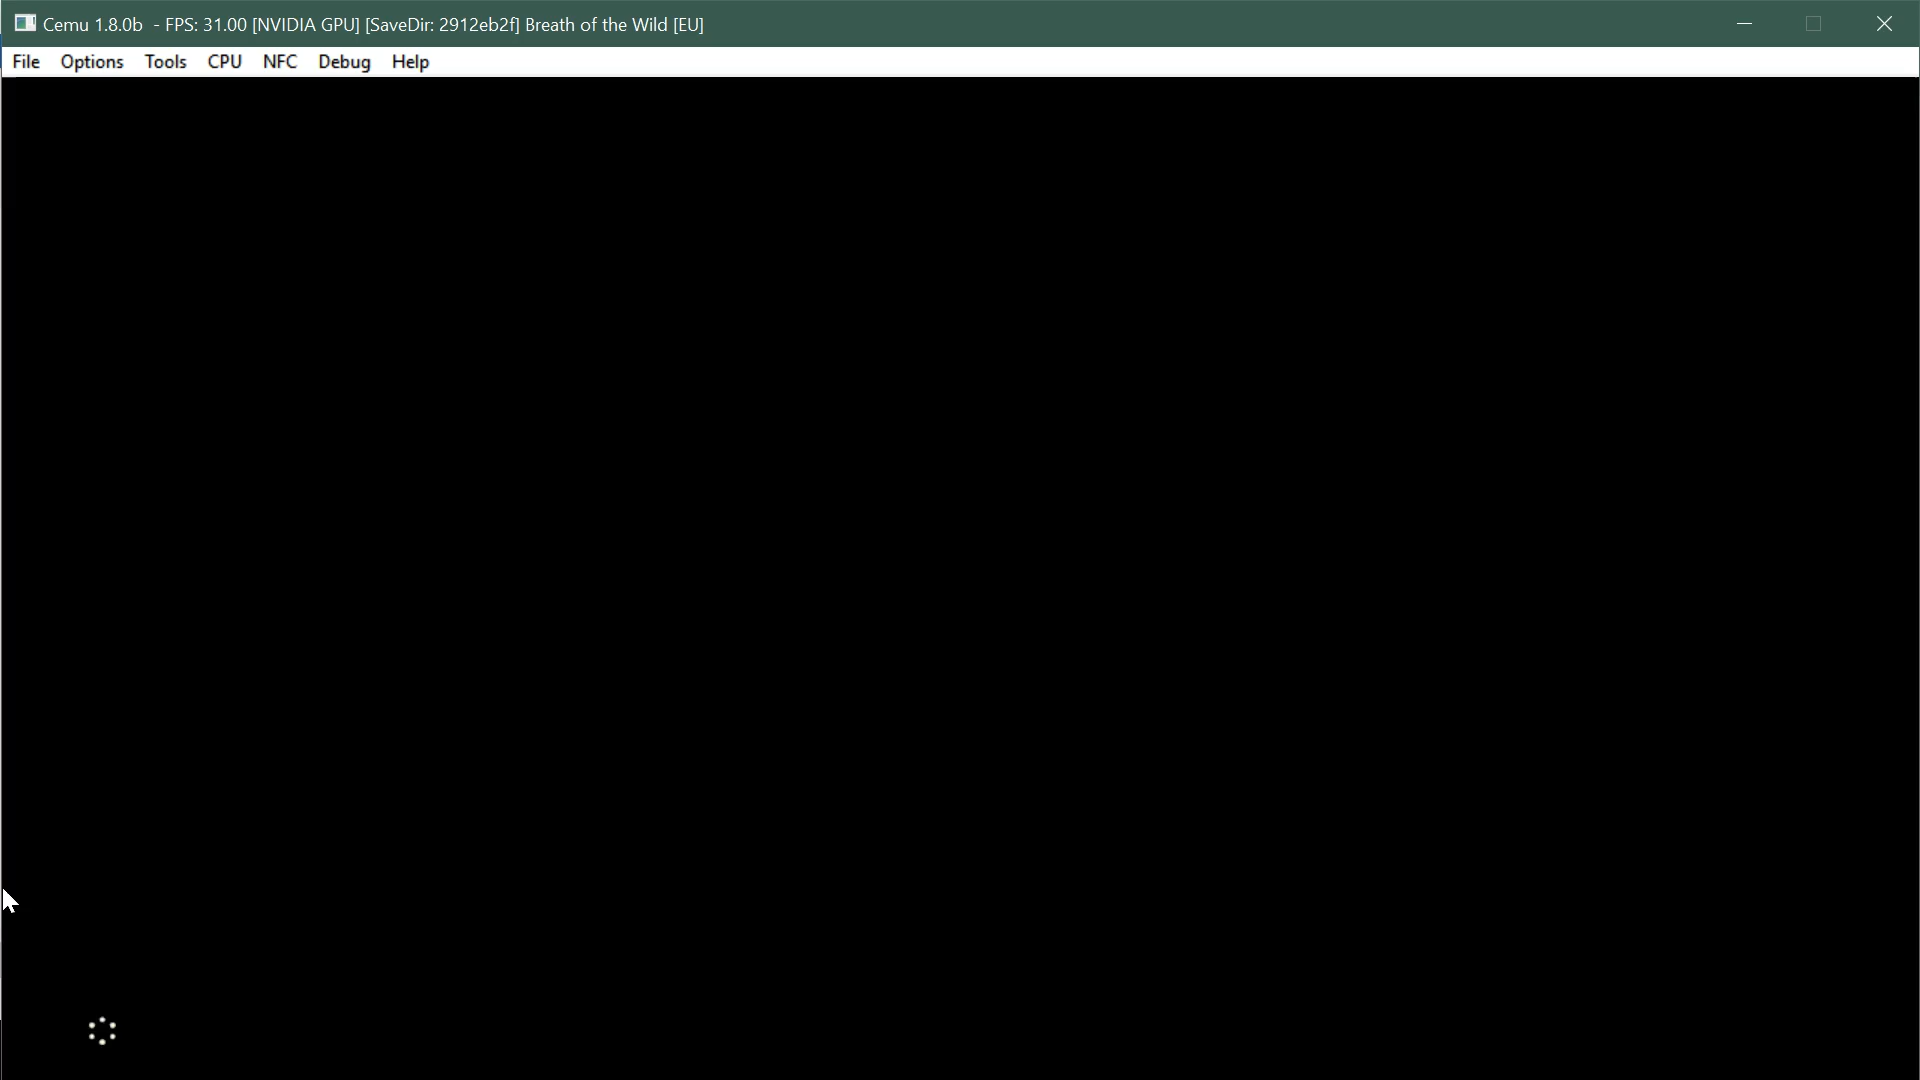 Cemu 1.8.0b - FPS: 31.00 [NVIDIA GPU] [SaveDir: 2912eb2f] Breath of the Wild [EU]
File Options Tools CPU NFC Debug Help